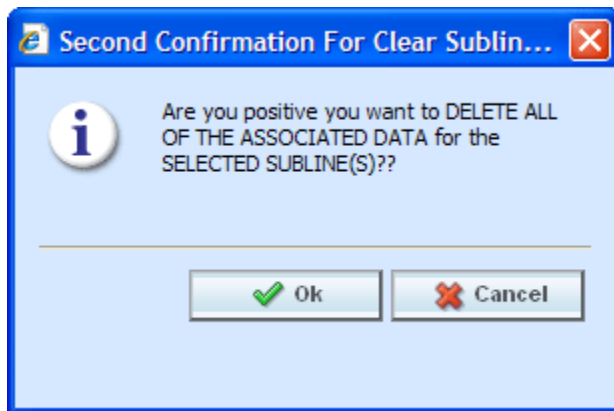 Second Confirmation For Clear Sublin...
Are you positive you want to DELETE ALL
OF THE ASSOCIATED DATA for the
SELECTED SUBLINE(S)??
Ok
Cancel